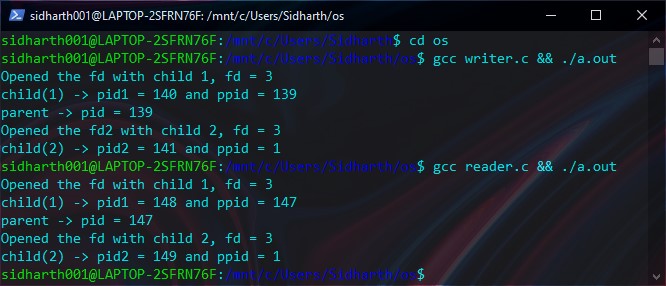 sidharth001@LAPTOP-2SFRN76F: /mnt/c/Users/Sidharth/os
sidharth001@LAPTOP-2SFRN76F:/mnt/c/Users/Sidharth$ cd os
sidharth001@LAPTOP-2SFRN76F:/mnt/c/Users/Sidharth/os$ gcc writer.c && ./a.out
Opened the fd with child 1, fd = 3
child(1) -> pid1 = 140 and ppid = 139
parent -> pid = 139
Opened the fd2 with child 2, fd = 3
child(2) -> pid2 = 141 and ppid = 1
sidharth001@LAPTOP-2SFRN76F:/mnt/c/Users/Sidharth/os$ gcc reader.c && ./a.out
Opened the fd with child 1, fd = 3
child(1) -> pid1 = 148 and ppid = 147
parent -> pid = 147
Opened the fd with child 2, fd = 3
child(2) -> pid2 = 149 and ppid = 1
sidharth001@LAPTOP-2SFRN76F:/mnt/c/Users/Sidharth/os$